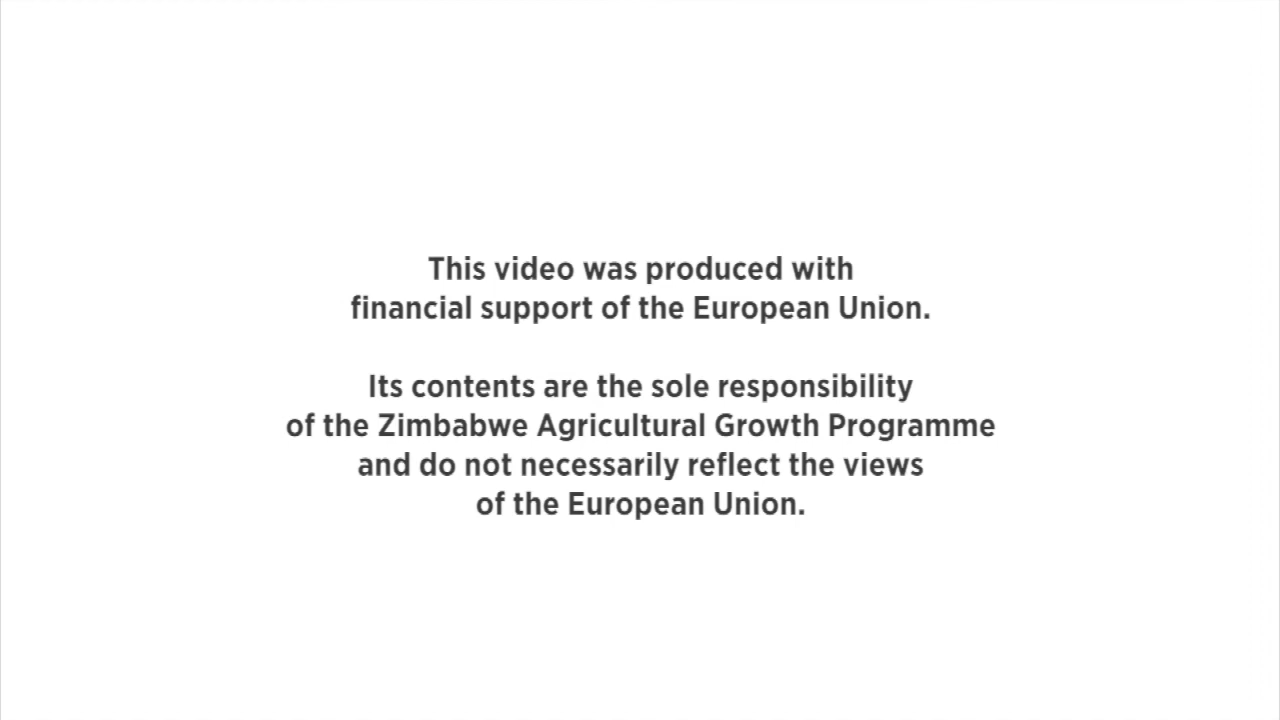 This video was produced with
financial support of the European Union.
Its contents are the sole responsibility
of the Zimbabwe Agricultural Growth Programme
and do not necessarily reflect the views
of the European Union.